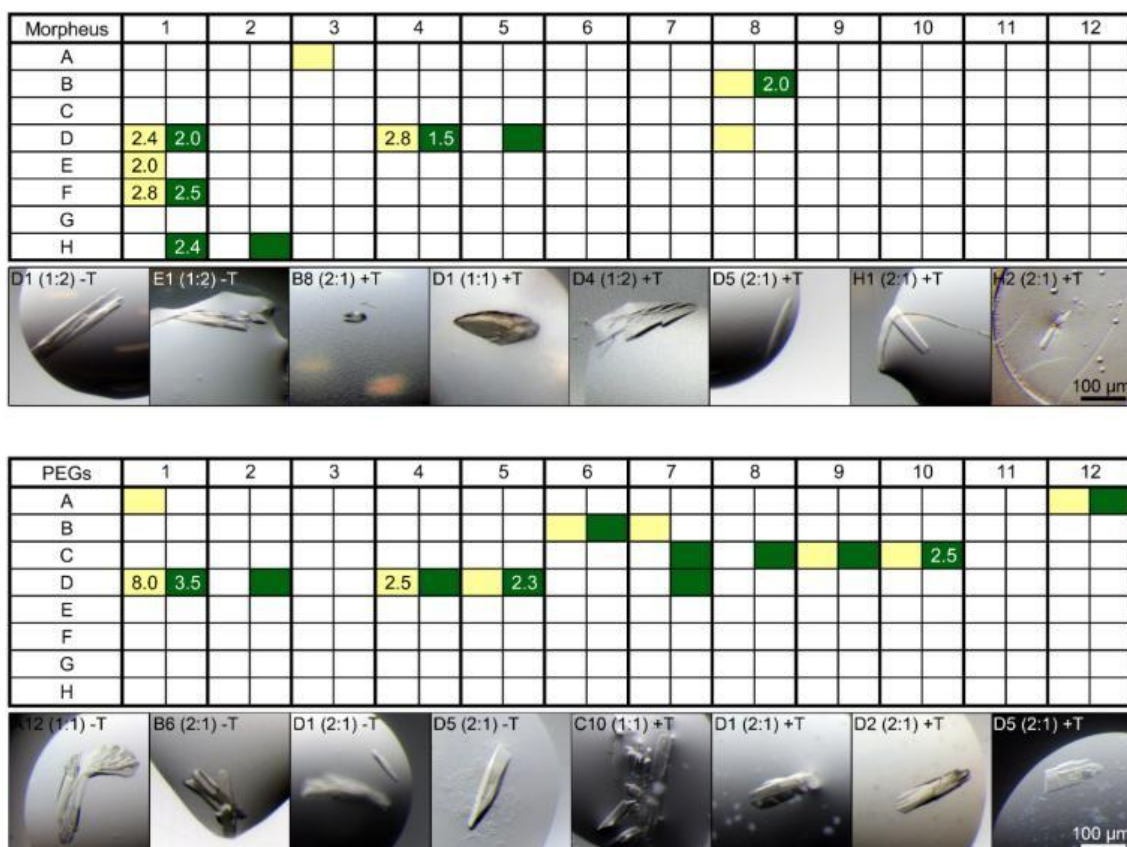 Morpheus 1 2 3 4 5 6 7 8 9 10 11 12
A
B 2.0
C
D 2.4 2.0 2.8 1.5
E 2.0
F 2.8 2.5
G
H 2.4
D1 (1:2) -T E1 (1:2) -T B8 (2:1) +T D1 (1:1) +T D4 (1:2) +T D5 (2:1) +T H1 (2:1) +T H2 (2:1) +T
100 µm
PEGs 1 2 3 4 5 6 7 8 9 10 11 12
A
B
C 2.5
D 8.0 3.5 2.5 2.3
E
F
G
H
A12 (1:1) -T B6 (2:1) -T D1 (2:1) -T D5 (2:1) -T C10 (1:1) +T D1 (2:1) +T D2 (2:1) +T D5 (2:1) +T
100 µm